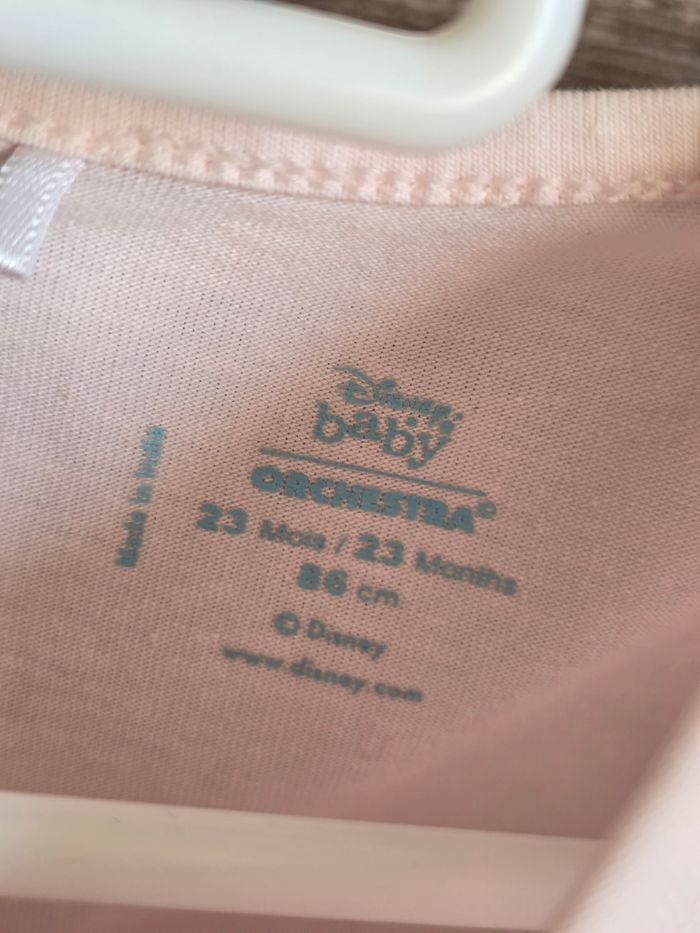 Disney
baby
ORCHESTRA©
23 Mois / 23 Months
86 cm
© Disney
www.disney.com
Made in India